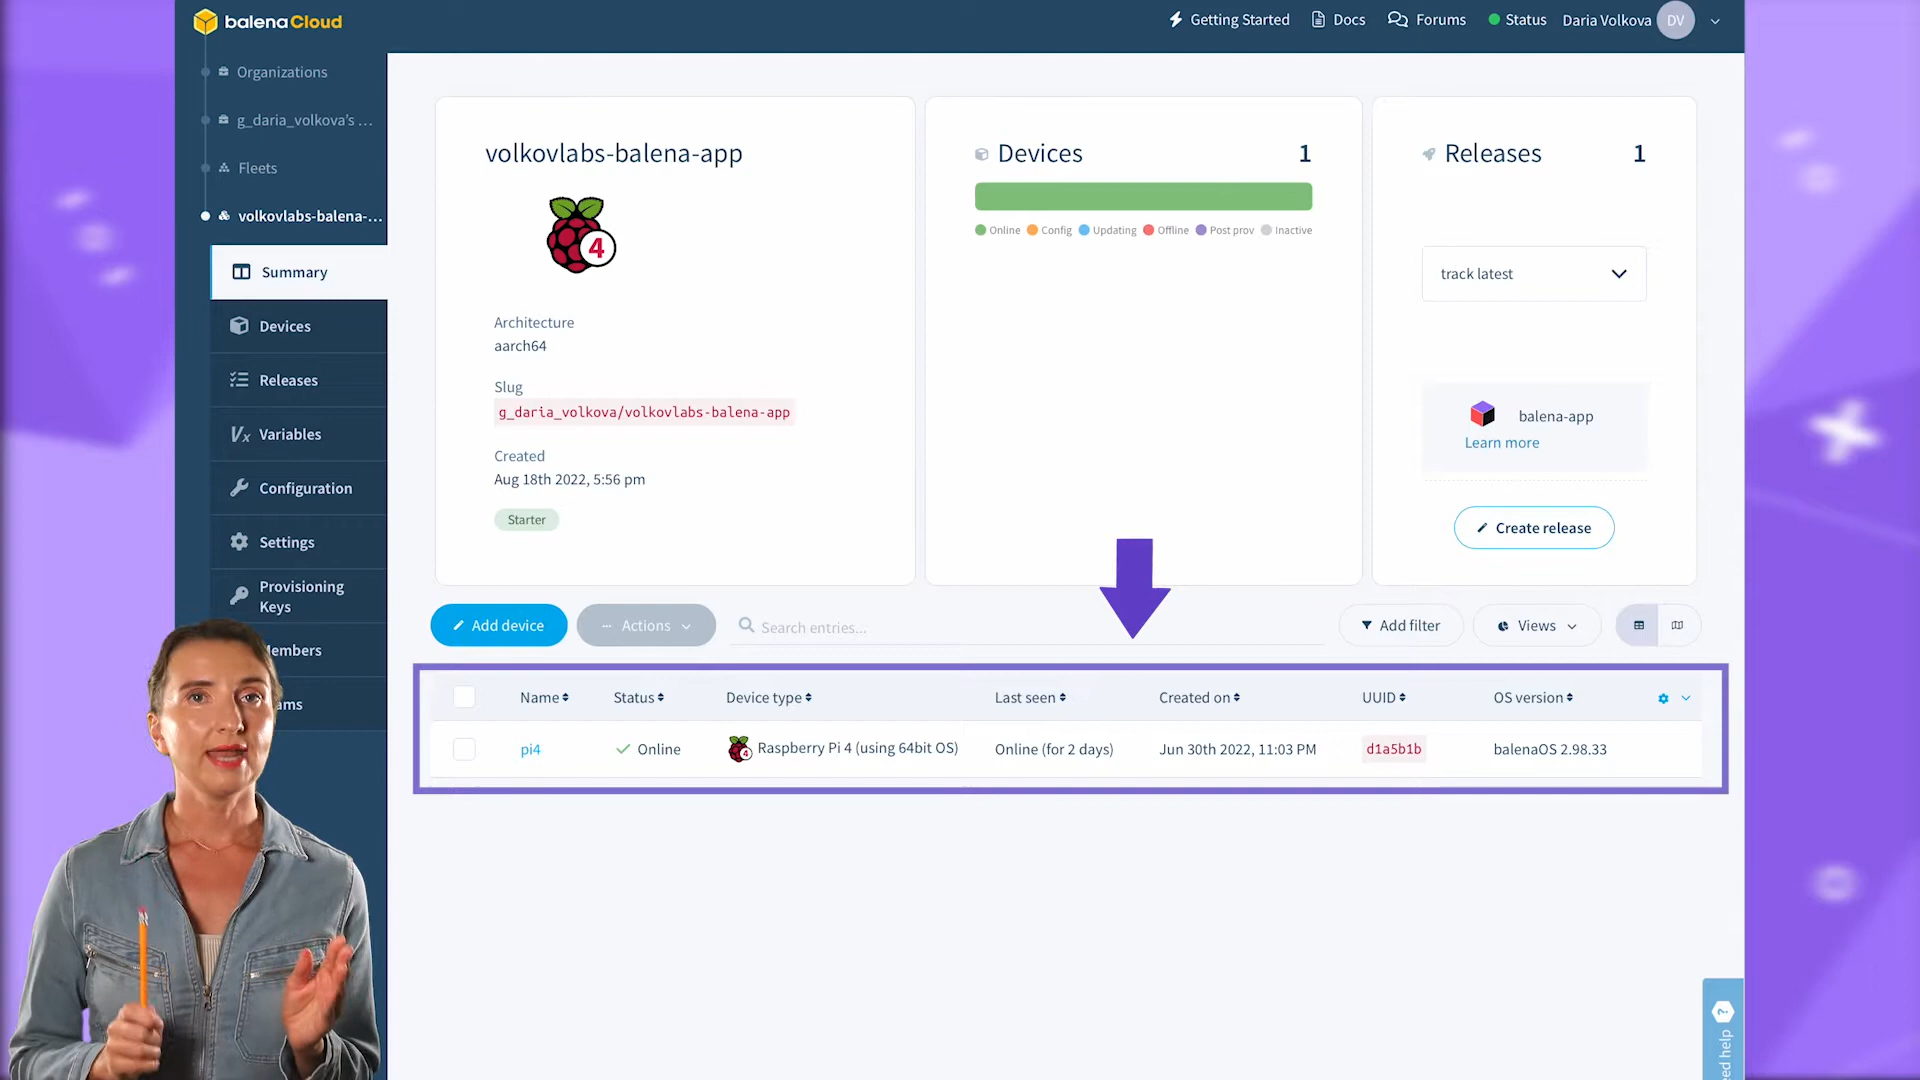 balenaCloud
Getting Started
Docs
Forums
Status
Daria Volkova
DV
Organizations
g_daria_volkova's ...
Fleets
volkovlabs-balena-...
Summary
Devices
Releases
Variables
Configuration
Settings
Provisioning
Keys
embers
ams
volkovlabs-balena-app
4
Architecture
aarch64
Slug
g_daria_volkova/volkovlabs-balena-app
Created
Aug 18th 2022, 5:56 pm
Starter
Devices 1
Online Config Updating Offline Post prov Inactive
Releases 1
track latest
balena-app
Learn more
Create release
Add device
Actions
Search entries...
Add filter
Views
Name Status Device type Last seen Created on UUID OS version
pi4 Online 4 Raspberry Pi 4 (using 64bit OS) Online (for 2 days) Jun 30th 2022, 11:03 PM d1a5b1b balenaOS 2.98.33
ed help